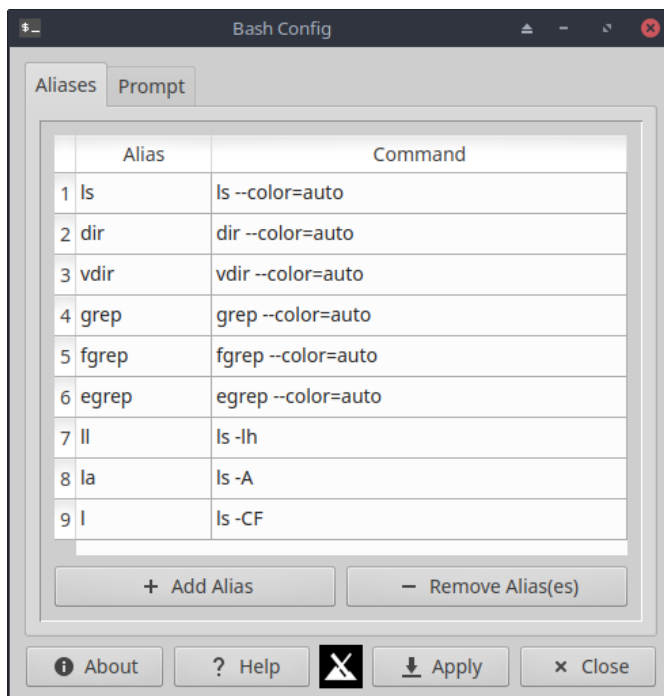 $_ Bash Config
Aliases Prompt
Alias Command
1 ls ls --color=auto
2 dir dir --color=auto
3 vdir vdir --color=auto
4 grep grep --color=auto
5 fgrep fgrep --color=auto
6 egrep egrep --color=auto
7 ll ls -lh
8 la ls -A
9 l ls -CF
+ Add Alias − Remove Alias(es)
About ? Help Apply × Close